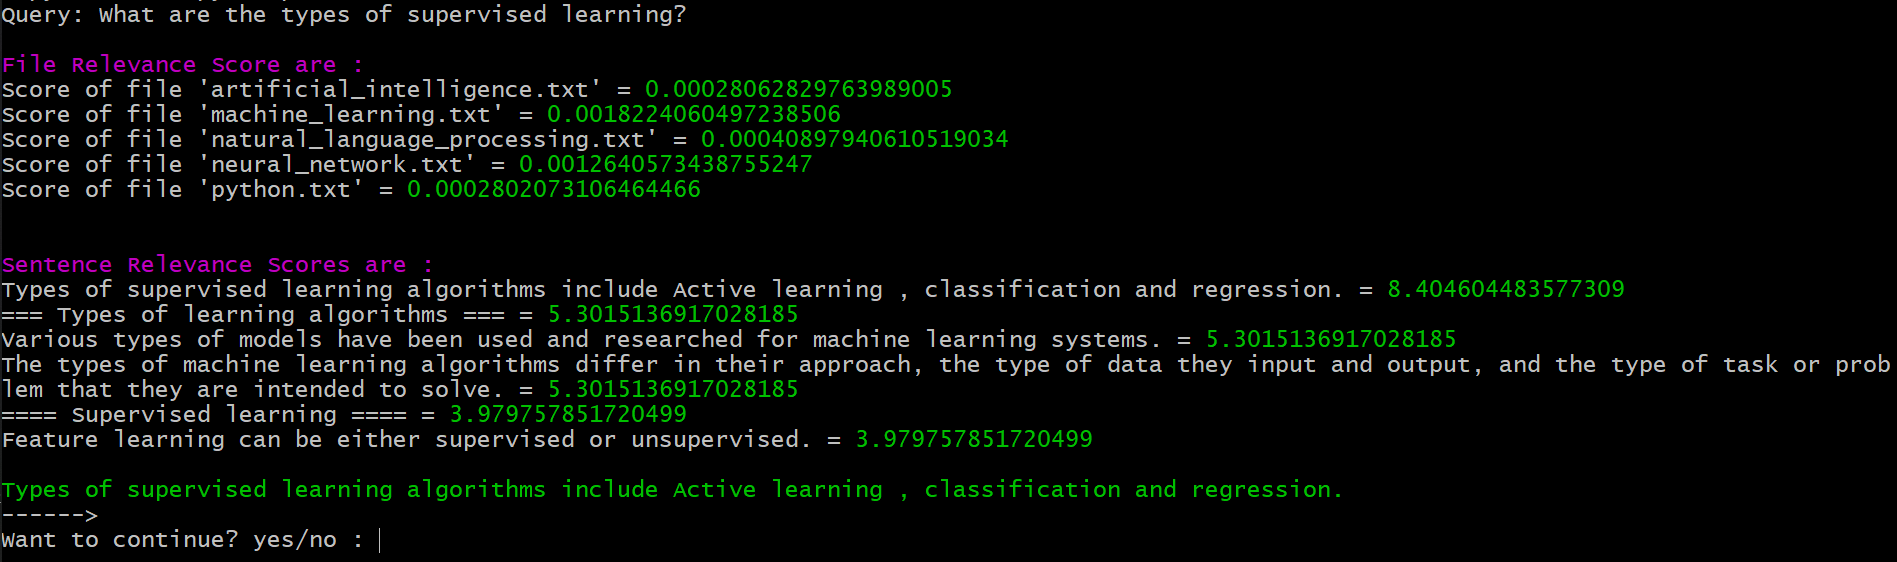 Query: What are the types of supervised learning?
File Relevance Score are :
Score of file 'artificial_intelligence.txt' = 0.00028062829763989005
Score of file 'machine_learning.txt' = 0.0018224060497238506
Score of file 'natural_language_processing.txt' = 0.00040897940610519034
Score of file 'neural_network.txt' = 0.0012640573438755247
Score of file 'python.txt' = 0.0002802073106464466
Sentence Relevance Scores are :
Types of supervised learning algorithms include Active learning , classification and regression. = 8.404604483577309
=== Types of learning algorithms === = 5.3015136917028185
Various types of models have been used and researched for machine learning systems. = 5.3015136917028185
The types of machine learning algorithms differ in their approach, the type of data they input and output, and the type of task or prob
lem that they are intended to solve. = 5.3015136917028185
==== Supervised learning ==== = 3.979757851720499
Feature learning can be either supervised or unsupervised. = 3.979757851720499
Types of supervised learning algorithms include Active learning , classification and regression.
------>
Want to continue? yes/no :